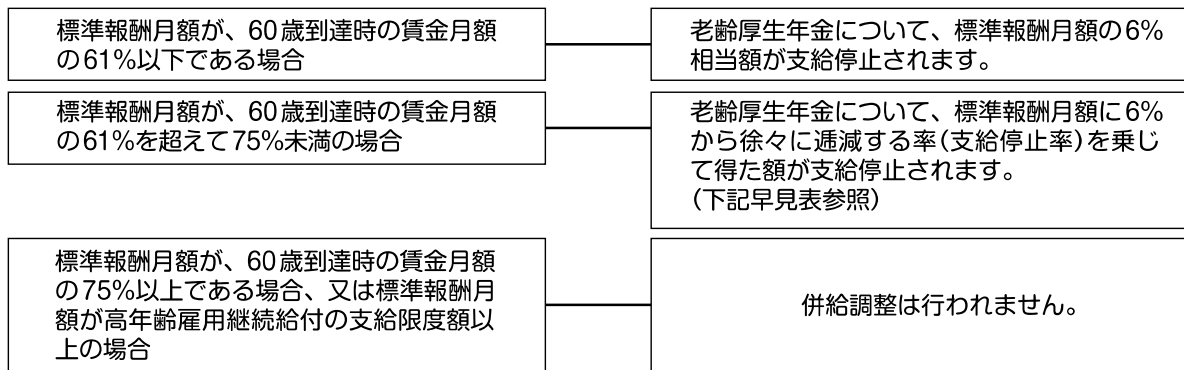 標準報酬月額が、60歳到達時の賃金月額
の61%以下である場合
老齢厚生年金について、標準報酬月額の6%
相当額が支給停止されます。
標準報酬月額が、60歳到達時の賃金月額
の61%を超えて75%未満の場合
老齢厚生年金について、標準報酬月額に6%
から徐々に逓減する率(支給停止率)を乗じ
て得た額が支給停止されます。
(下記早見表参照)
標準報酬月額が、60歳到達時の賃金月額
の75%以上である場合、又は標準報酬月
額が高年齢雇用継続給付の支給限度額以
上の場合
併給調整は行われません。